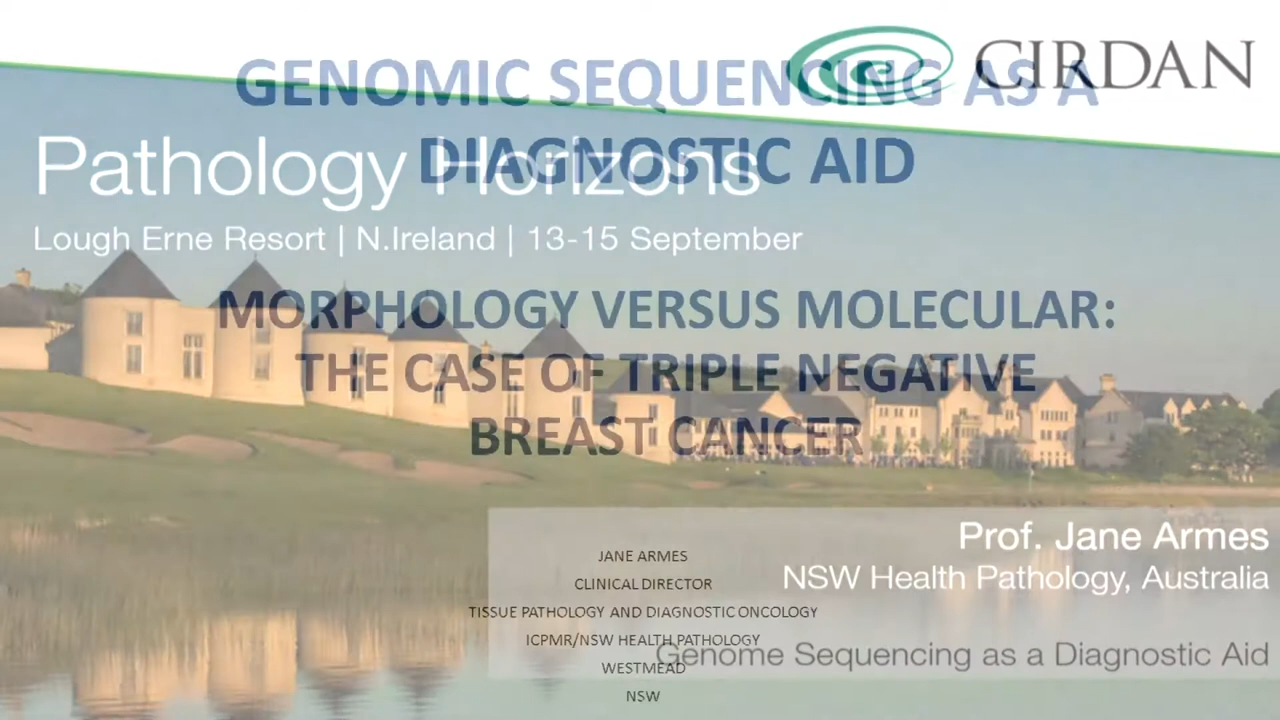 CIRDAN
GENOMIC SEQUENCING AS A
DIAGNOSTIC AID
Pathology Horizons
Lough Erne Resort | N.Ireland | 13-15 September
MORPHOLOGY VERSUS MOLECULAR:
THE CASE OF TRIPLE NEGATIVE
BREAST CANCER
Prof. Jane Armes
NSW Health Pathology, Australia
Genome Sequencing as a Diagnostic Aid
JANE ARMES
CLINICAL DIRECTOR
TISSUE PATHOLOGY AND DIAGNOSTIC ONCOLOGY
ICPMR/NSW HEALTH PATHOLOGY
WESTMEAD
NSW